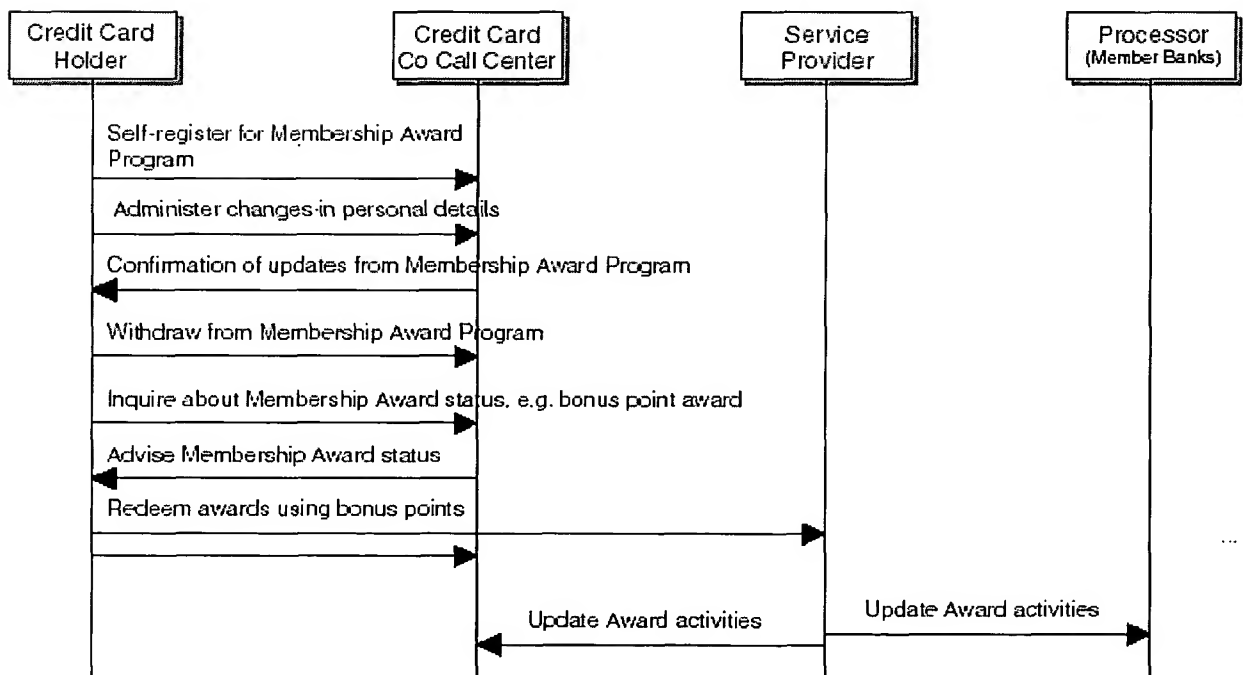 Credit Card
Holder
Credit Card
Co Call Center
Service
Provider
Processor
(Member Banks)
Self-register for Membership Award
Program
Administer changes in personal details
Confirmation of updates from Membership Award Program
Withdraw from Membership Award Program
Inquire about Membership Award status, e.g. bonus point award
Advise Membership Award status
Redeem awards using bonus points
...
Update Award activities
Update Award activities